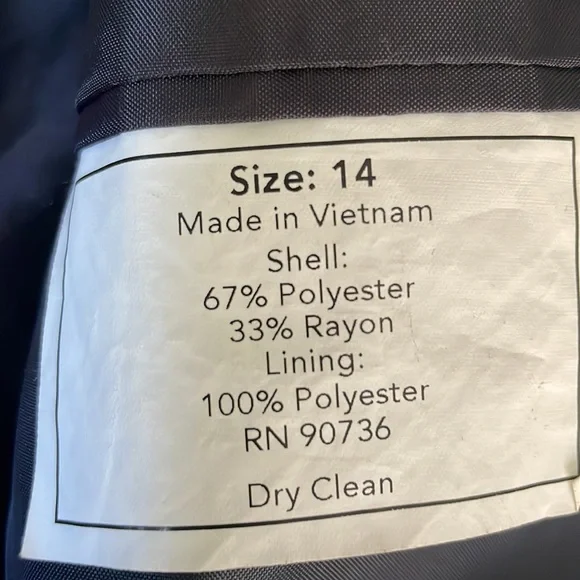 Size: 14
Made in Vietnam
Shell:
67% Polyester
33% Rayon
Lining:
100% Polyester
RN 90736
Dry Clean